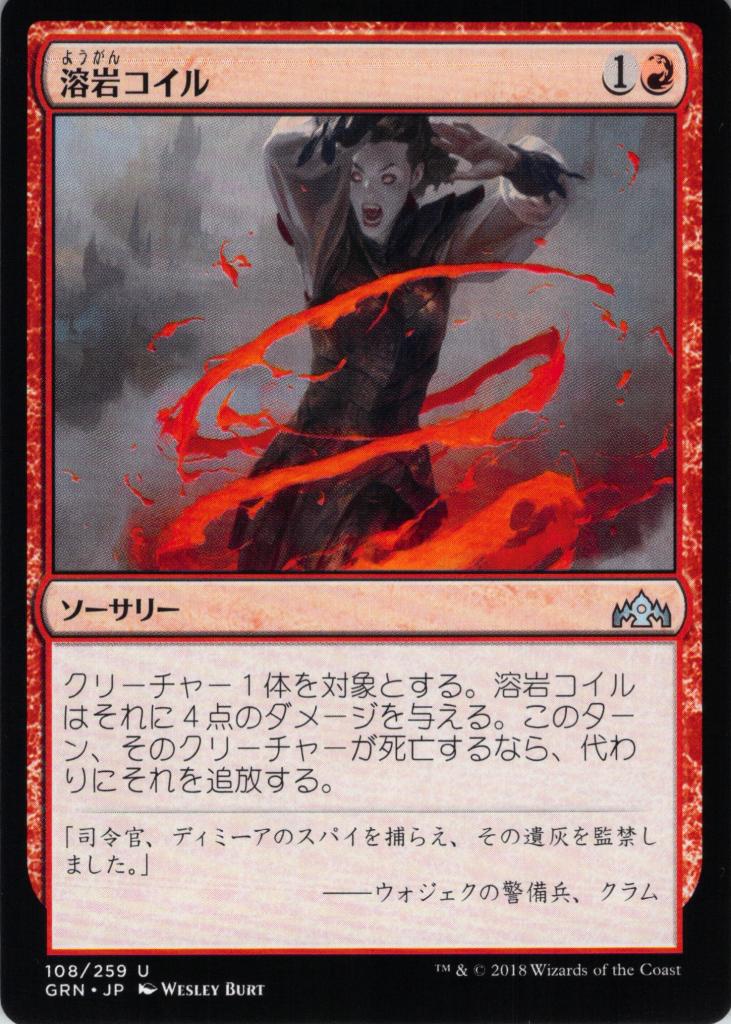 ようがん
溶岩コイル
1
ソーサリー
クリーチャー１体を対象とする。溶岩コイル
はそれに４点のダメージを与える。このター
ン、そのクリーチャーが死亡するなら、代わ
りにそれを追放する。
「司令官、ディミーアのスパイを捕らえ、その遺灰を監禁し
ました。」
――ウォジェクの警備兵、クラム
108/259 U
GRN • JP Wesley Burt
™ & © 2018 Wizards of the Coast